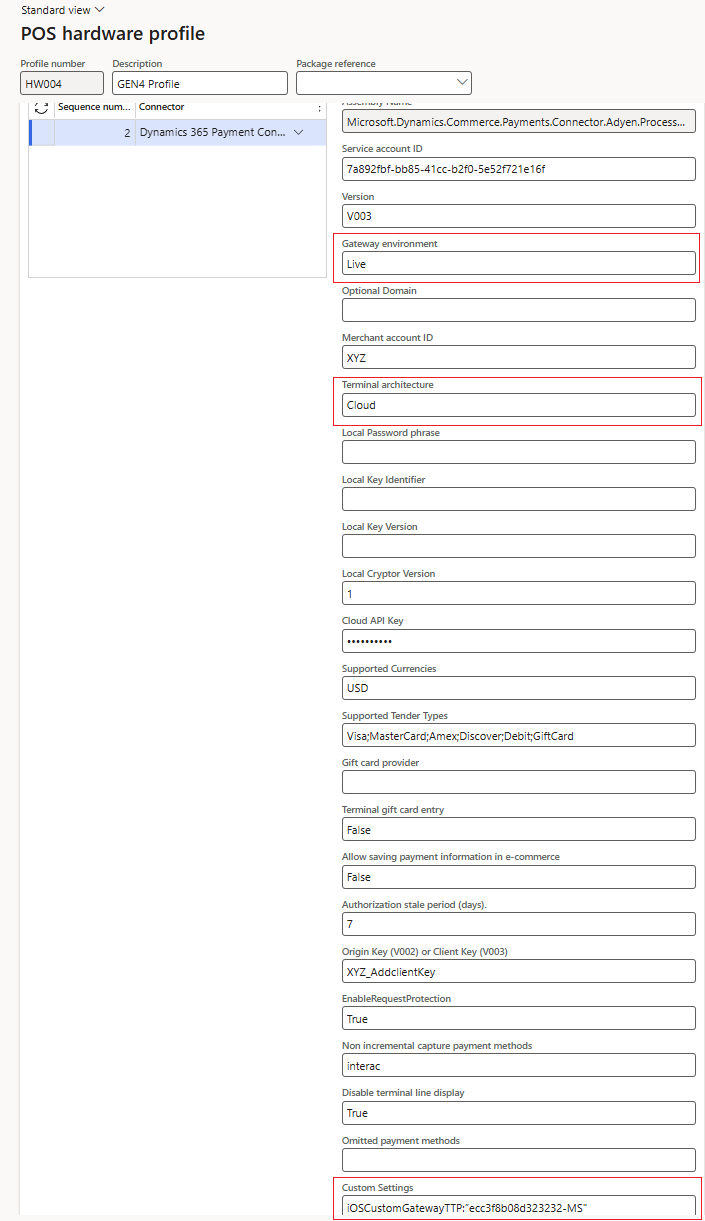 Standard view
POS hardware profile
Profile number
Description
Package reference
HW004
GEN4 Profile
Sequence num...
Connector
2
Dynamics 365 Payment Con...
Assembly Name
Microsoft.Dynamics.Commerce.Payments.Connector.Adyen.Process...
Service account ID
7a892fbf-bb85-41cc-b2f0-5e52f721e16f
Version
V003
Gateway environment
Live
Optional Domain
Merchant account ID
XYZ
Terminal architecture
Cloud
Local Password phrase
Local Key Identifier
Local Key Version
Local Cryptor Version
1
Cloud API Key
••••••••••
Supported Currencies
USD
Supported Tender Types
Visa;MasterCard;Amex;Discover;Debit;GiftCard
Gift card provider
Terminal gift card entry
False
Allow saving payment information in e-commerce
False
Authorization stale period (days).
7
Origin Key (V002) or Client Key (V003)
XYZ_AddclientKey
EnableRequestProtection
True
Non incremental capture payment methods
interac
Disable terminal line display
True
Omitted payment methods
Custom Settings
iOSCustomGatewayTTP:"ecc3f8b08d323232-MS"